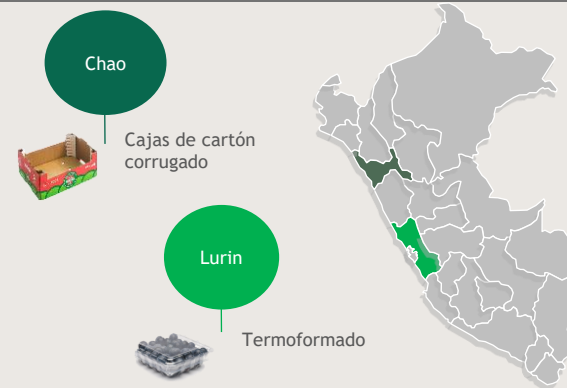 Chao
Cajas de cartón
corrugado
Lurin
Termoformado